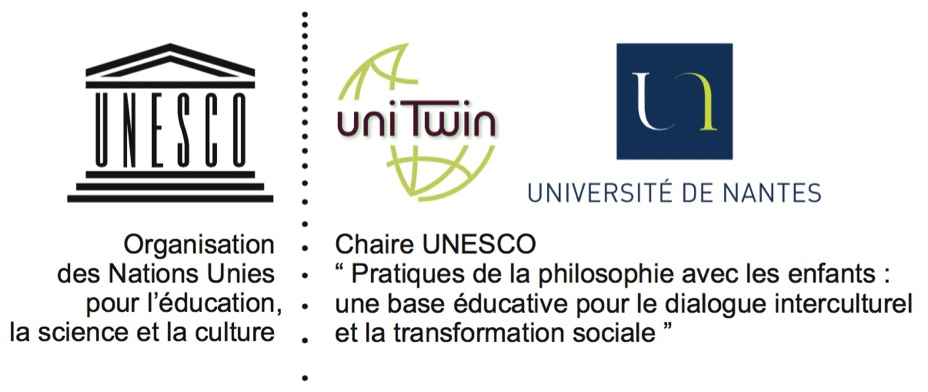 UNESCO
Organisation
des Nations Unies
pour l’éducation,
la science et la culture
uniTwin
un
UNIVERSITÉ DE NANTES
Chaire UNESCO
“ Pratiques de la philosophie avec les enfants :
une base éducative pour le dialogue interculturel
et la transformation sociale ”